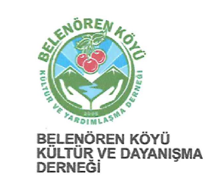 BELENÖREN KÖYÜ
KÜLTÜR VE YARDIMLAŞMA DERNEĞİ
BELENÖREN KÖYÜ
KÜLTÜR VE DAYANIŞMA
DERNEĞİ